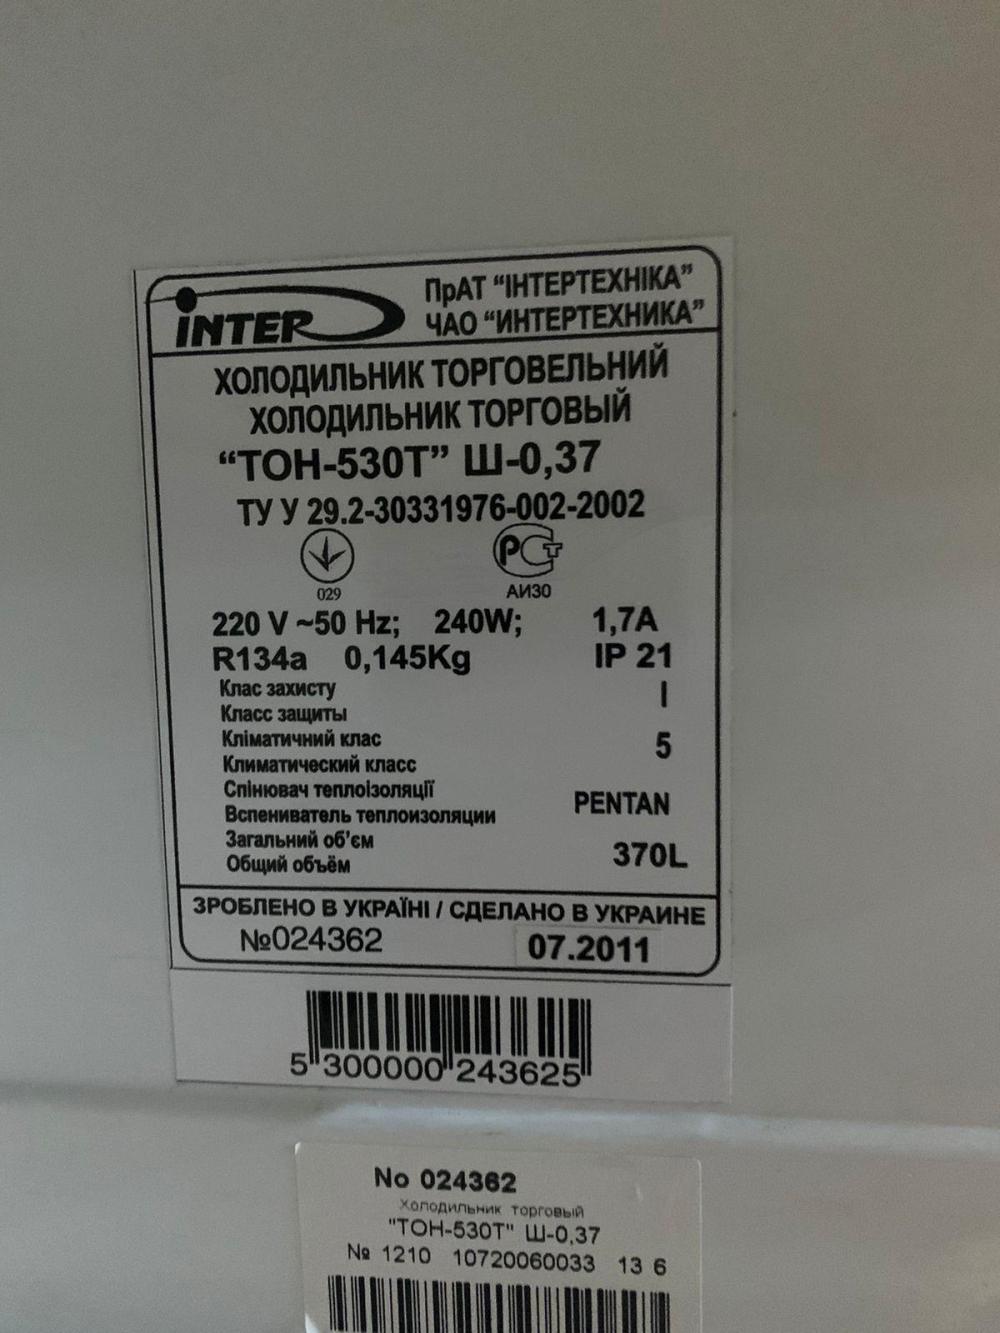 INTER
ПрАТ “ІНТЕРТЕХНІКА”
ЧАО “ИНТЕРТЕХНИКА”
ХОЛОДИЛЬНИК ТОРГОВЕЛЬНИЙ
ХОЛОДИЛЬНИК ТОРГОВЫЙ
“ТОН-530Т” Ш-0,37
ТУ У 29.2-30331976-002-2002
029
РСТ
АИ30
220 V ~50 Hz; 240W; 1,7A
R134a 0,145Kg IP 21
Клас захисту
Класс защиты I
Кліматичний клас
Климатический класс 5
Спінювач теплоізоляції
Вспениватель теплоизоляции PENTAN
Загальний об’єм
Общий объём 370L
ЗРОБЛЕНО В УКРАЇНІ / СДЕЛАНО В УКРАИНЕ
№024362 07.2011
5 300000 243625
No 024362
Холодильник торговый
"ТОН-530Т" Ш-0,37
№ 1210 10720060033 13 6